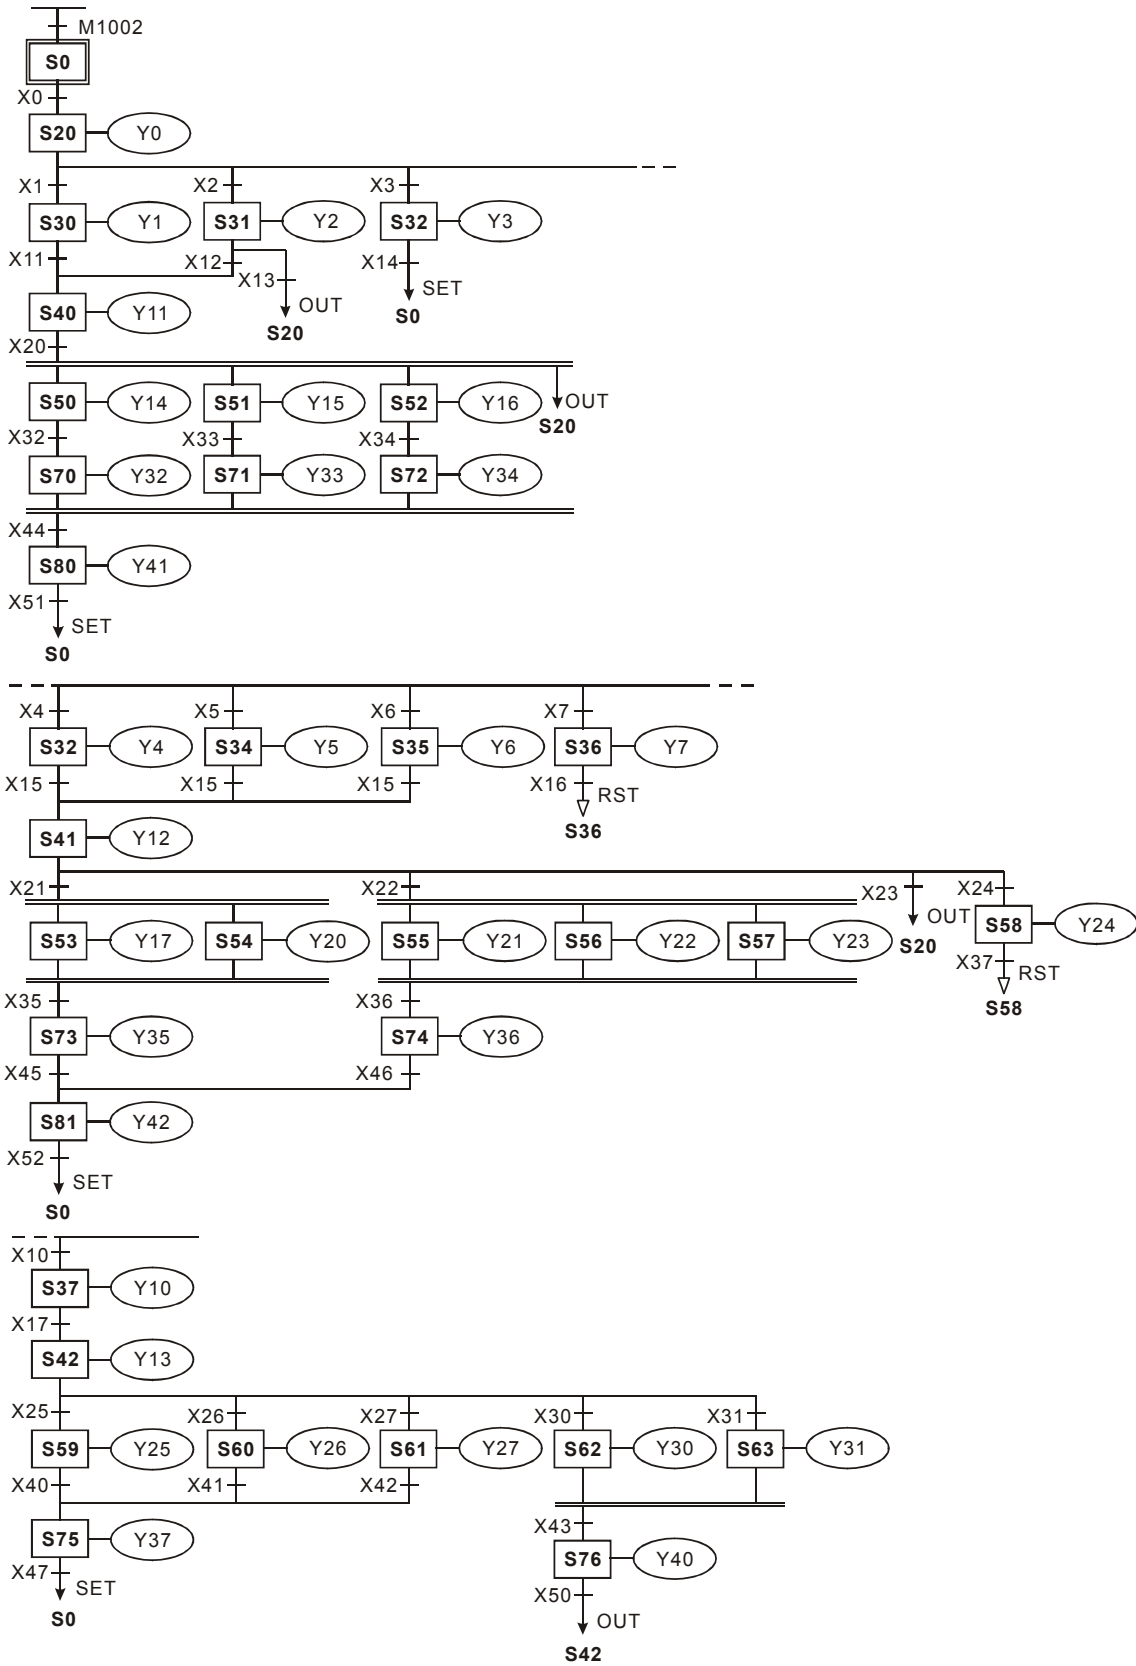 M1002
S0
X0
S20 Y0
X1 X2 X3
S30 Y1 S31 Y2 S32 Y3
X11 X12 X13 X14
OUT SET
S20 S0
S40 Y11
X20
S50 Y14 S51 Y15 S52 Y16 OUT
S20
X32 X33 X34
S70 Y32 S71 Y33 S72 Y34
X44
S80 Y41
X51 SET
S0
X4 X5 X6 X7
S32 Y4 S34 Y5 S35 Y6 S36 Y7
X15 X15 X15 X16 RST
S36
S41 Y12
X21 X22 X23 X24
OUT
S53 Y17 S54 Y20 S55 Y21 S56 Y22 S57 Y23 S20 S58 Y24
X37 RST
S58
X35 X36
S73 Y35 S74 Y36
X45 X46
S81 Y42
X52 SET
S0
X10
S37 Y10
X17
S42 Y13
X25 X26 X27 X30 X31
S59 Y25 S60 Y26 S61 Y27 S62 Y30 S63 Y31
X40 X41 X42
X43
S75 Y37 S76 Y40
X47 SET X50
S0 OUT
S42